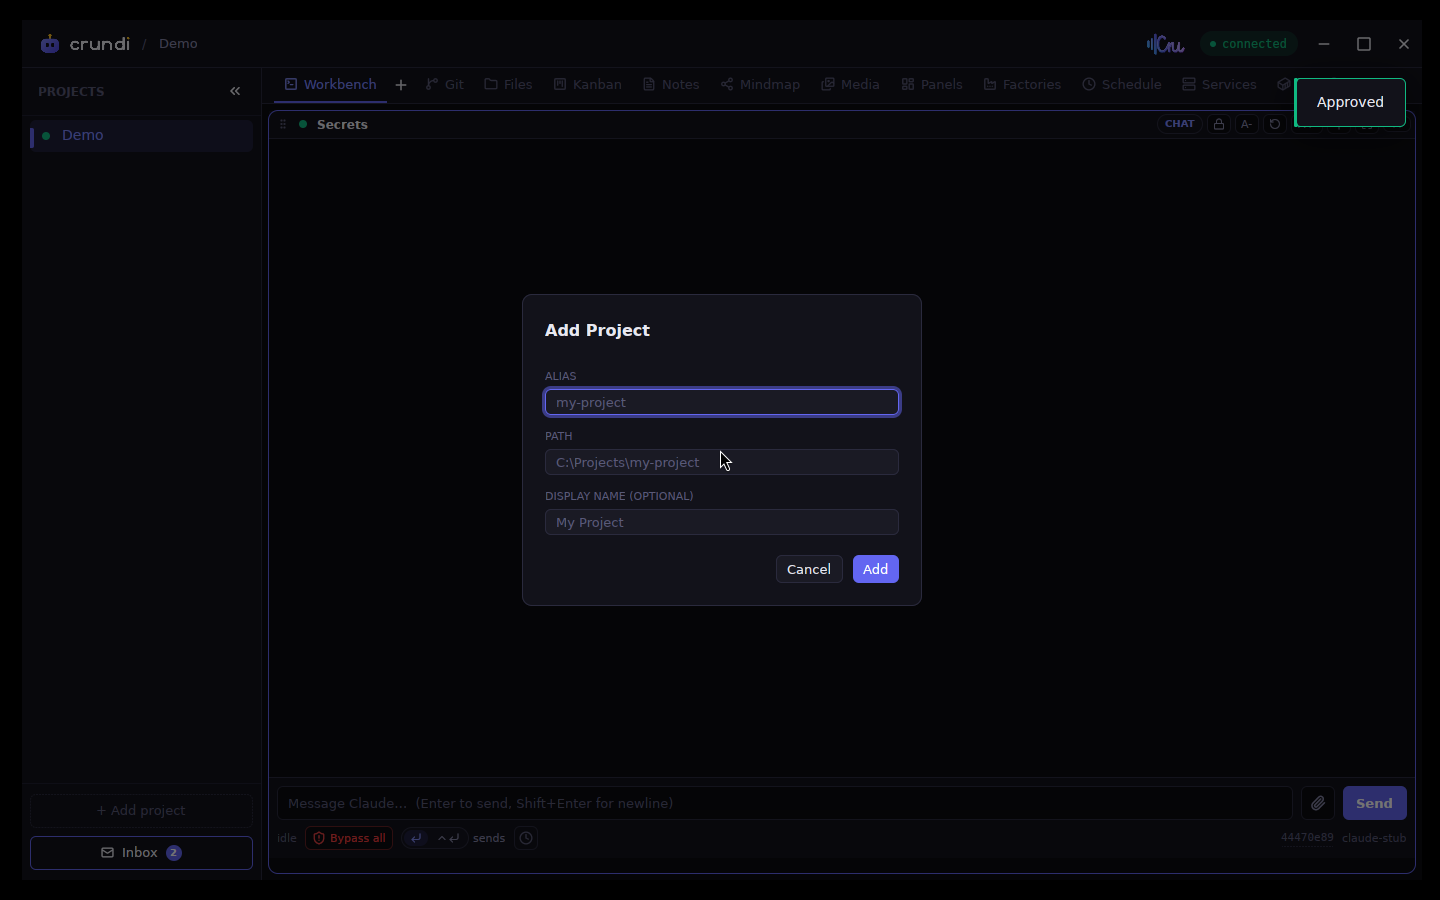 crundi / Demo
Cru
connected
PROJECTS
Workbench
Git
Files
Kanban
Notes
Mindmap
Media
Panels
Factories
Schedule
Services
Approved
Demo
Secrets
CHAT
A-
Add Project
ALIAS
my-project
PATH
C:\Projects\my-project
DISPLAY NAME (OPTIONAL)
My Project
Cancel
Add
+ Add project
Inbox 2
Message Claude... (Enter to send, Shift+Enter for newline)
Send
idle
Bypass all
sends
44470e89 claude-stub